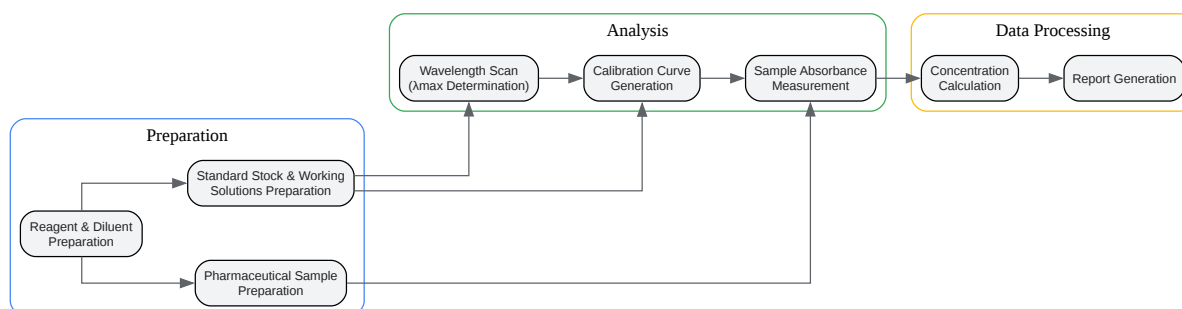 Analysis
Wavelength Scan
(λmax Determination)
Calibration Curve
Generation
Sample Absorbance
Measurement
Data Processing
Concentration
Calculation
Report Generation
Preparation
Reagent & Diluent
Preparation
Standard Stock & Working
Solutions Preparation
Pharmaceutical Sample
Preparation